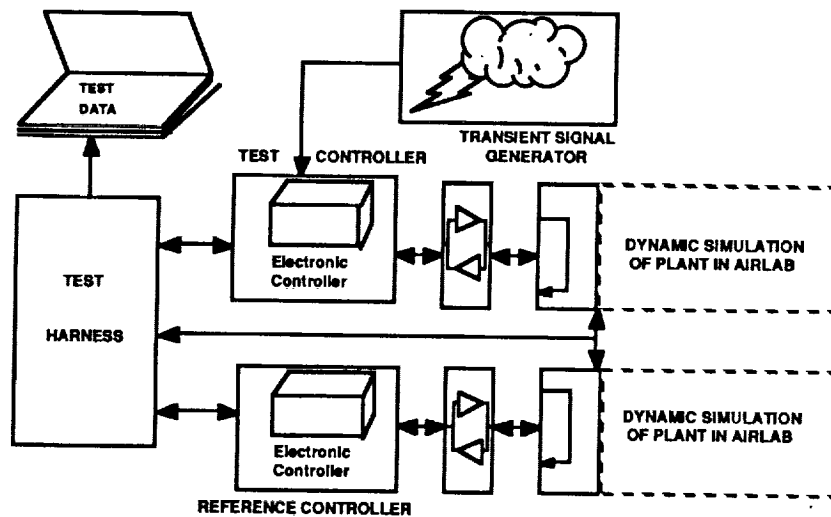 TEST
DATA
TRANSIENT SIGNAL
GENERATOR
TEST CONTROLLER
Electronic
Controller
DYNAMIC SIMULATION
OF PLANT IN AIRLAB
TEST
HARNESS
Electronic
Controller
DYNAMIC SIMULATION
OF PLANT IN AIRLAB
REFERENCE CONTROLLER